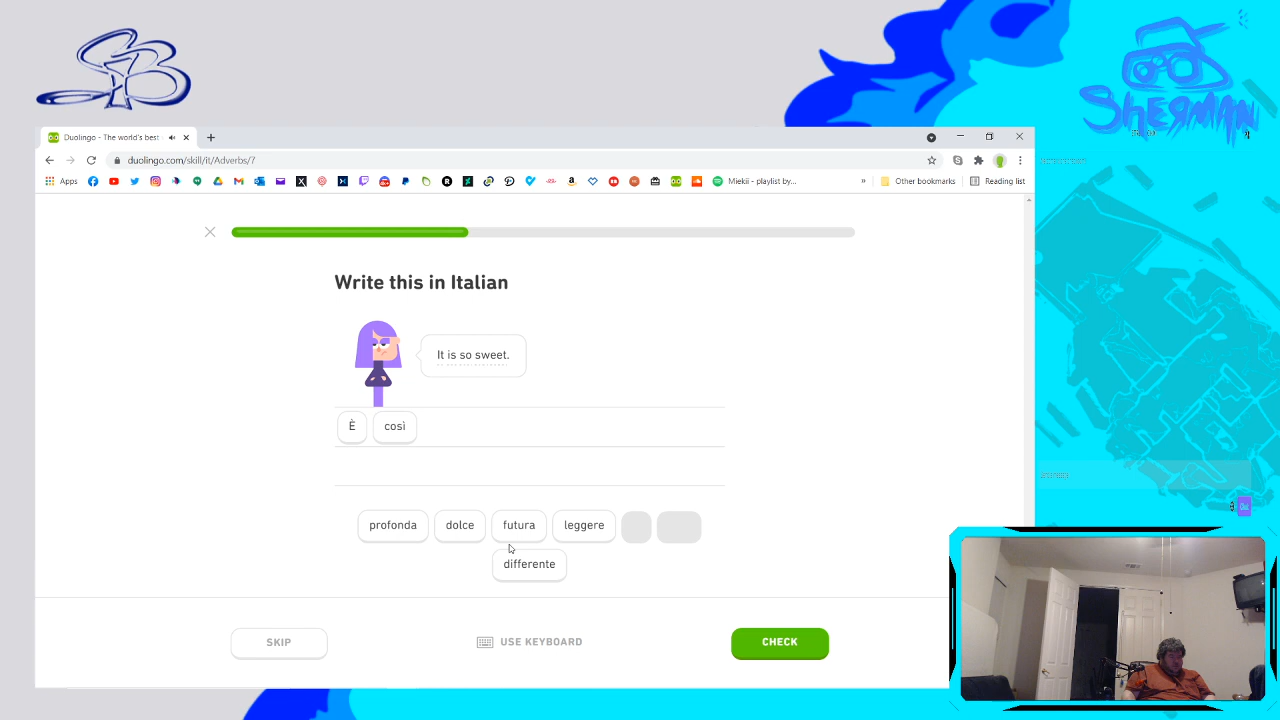 SHERMAN
Duolingo - The world's best
duolingo.com/skill/it/Adverbs/7
Apps
Miekii - playlist by...
»
Other bookmarks
Reading list
Write this in Italian
It is so sweet.
È così
profonda dolce futura leggere
differente
SKIP
USE KEYBOARD
CHECK